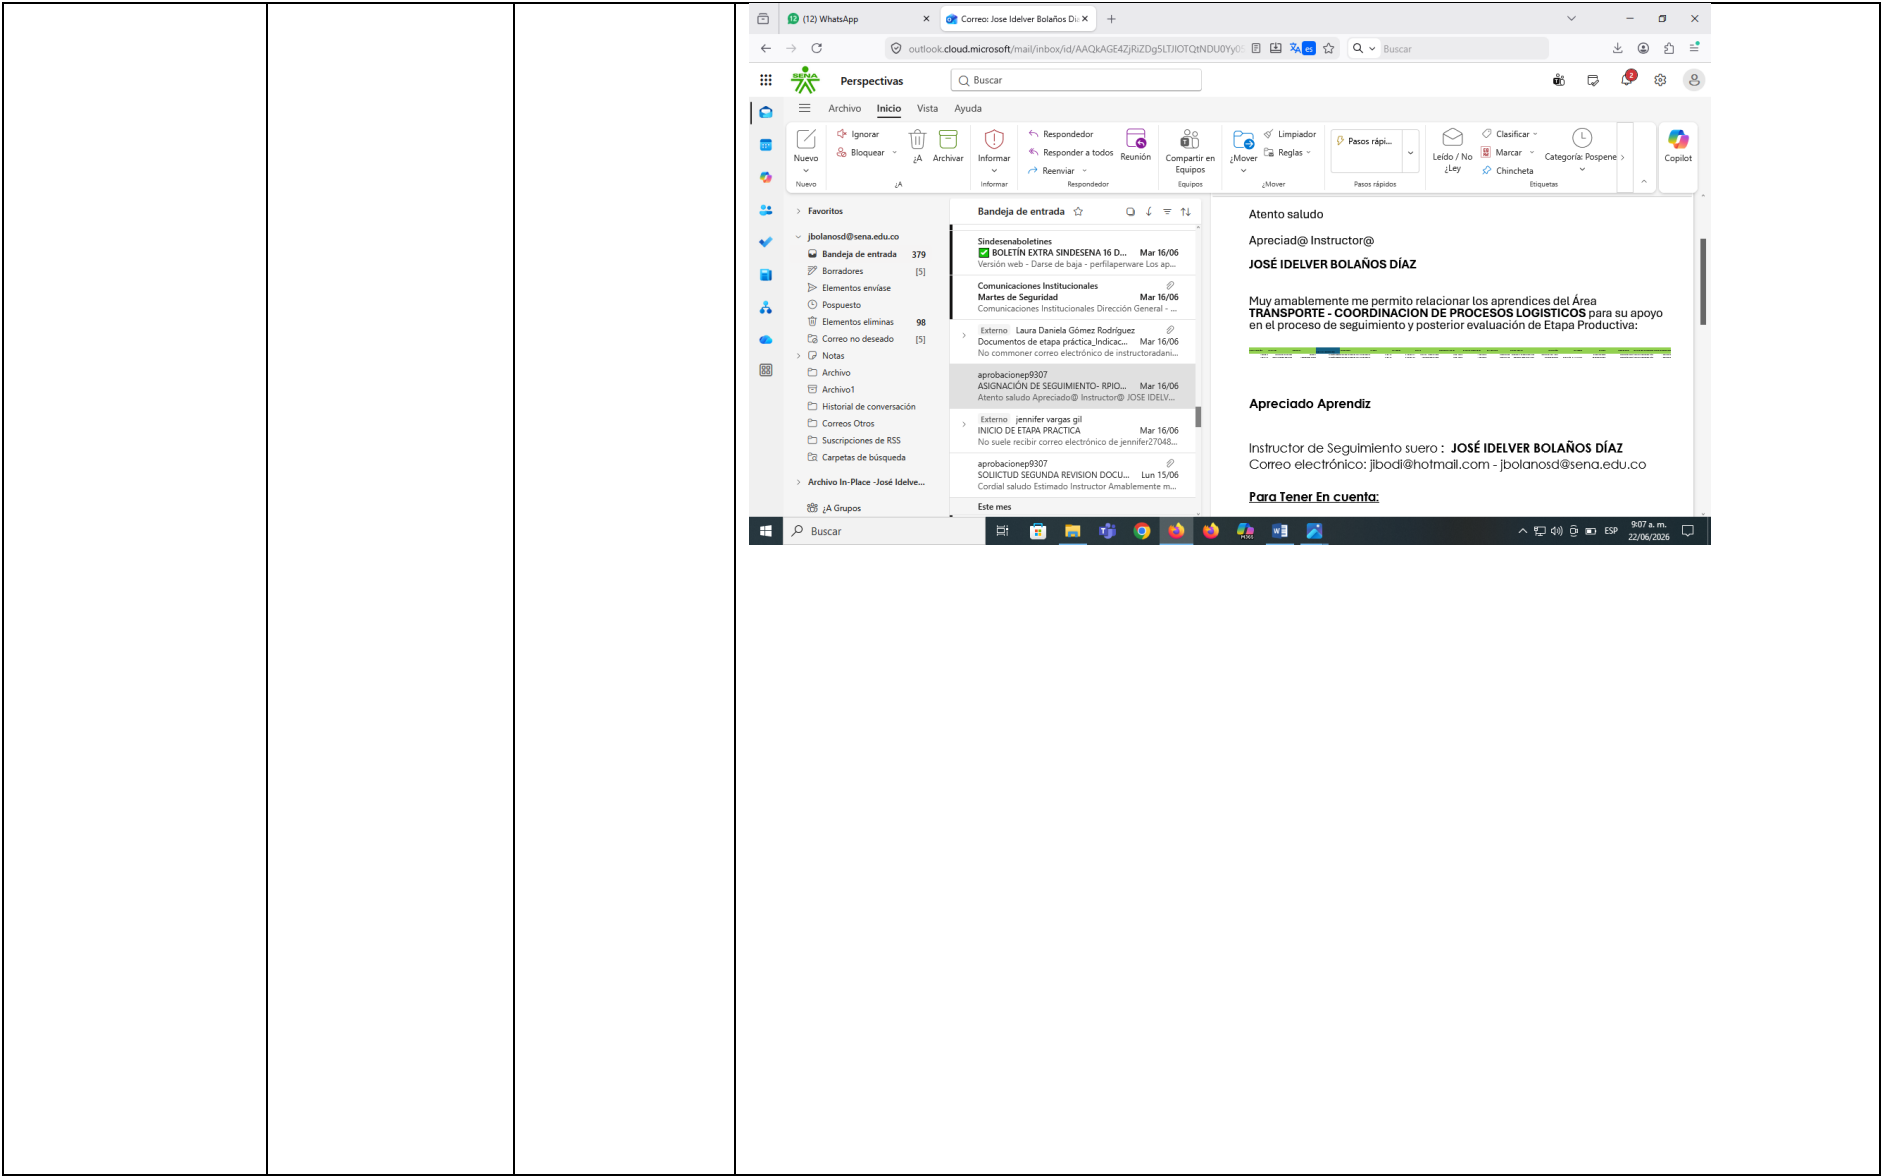 (12) WhatsApp
Correo: Jose Idelver Bolaños Di
outlook.cloud.microsoft/mail/inbox/id/AAQkAGE4ZjRiZDg5LTJlOTQtNDU0Yy05
es
Buscar
SENA
Perspectivas
Buscar
2
Archivo Inicio Vista Ayuda
Nuevo
Ignorar
Bloquear
¿A
Archivar
Informar
Respondedor
Responder a todos
Reenviar
Reunión
Compartir en
Equipos
¿Mover
Limpiador
Reglas
Pasos rápi...
Leído / No
¿Ley
Clasificar
Marcar
Chincheta
Categoría: Pospene
Copilot
Nuevo ¿A Informar Respondedor Equipos ¿Mover Pasos rápidos Etiquetas
Favoritos
jbolanosd@sena.edu.co
Bandeja de entrada 379
Borradores [5]
Elementos envíase
Pospuesto
Elementos eliminas 98
Correo no deseado [5]
Notas
Archivo
Archivo1
Historial de conversación
Correos Otros
Suscripciones de RSS
Carpetas de búsqueda
Archivo In-Place -José Idelve...
¿A Grupos
Bandeja de entrada
Sindesenaboletines
BOLETÍN EXTRA SINDESENA 16 D... Mar 16/06
Versión web - Darse de baja - perfilaperware Los ap...
Comunicaciones Institucionales
Martes de Seguridad Mar 16/06
Comunicaciones Institucionales Dirección General - ...
Externo Laura Daniela Gómez Rodríguez
Documentos de etapa práctica_Indicac... Mar 16/06
No commoner correo electrónico de instructoradani...
aprobacionep9307
ASIGNACIÓN DE SEGUIMIENTO- RPIO... Mar 16/06
Atento saludo Apreciado@ Instructor@ JOSE IDELV...
Externo jennifer vargas gil
INICIO DE ETAPA PRACTICA Mar 16/06
No suele recibir correo electrónico de jennifer27048...
aprobacionep9307
SOLIICTUD SEGUNDA REVISION DOCU... Lun 15/06
Cordial saludo Estimado Instructor Amablemente m...
Este mes
Atento saludo
Apreciad@ Instructor@
JOSÉ IDELVER BOLAÑOS DÍAZ
Muy amablemente me permito relacionar los aprendices del Área
TRANSPORTE - COORDINACION DE PROCESOS LOGISTICOS para su apoyo
en el proceso de seguimiento y posterior evaluación de Etapa Productiva:
Apreciado Aprendiz
Instructor de Seguimiento suero : JOSÉ IDELVER BOLAÑOS DÍAZ
Correo electrónico: jibodi@hotmail.com - jbolanosd@sena.edu.co
Para Tener En cuenta:
Buscar
ESP
9:07 a. m.
22/06/2026